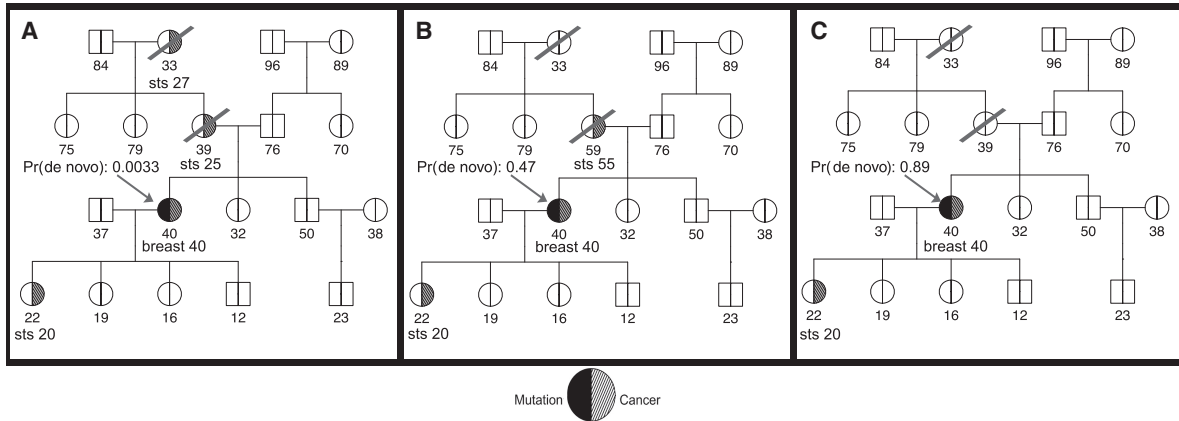 A
84 33 96 89
sts 27
75 79 39 76 70
Pr(de novo): 0.0033 sts 25
37 40 32 50 38
breast 40
22 19 16 12 23
sts 20
B
84 33 96 89
75 79 59 76 70
Pr(de novo): 0.47 sts 55
37 40 32 50 38
breast 40
22 19 16 12 23
sts 20
C
84 33 96 89
75 79 39 76 70
Pr(de novo): 0.89
37 40 32 50 38
breast 40
22 19 16 12 23
sts 20
Mutation Cancer